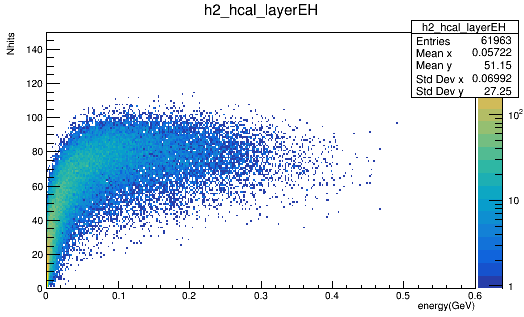 h2_hcal_layerEH
h2_hcal_layerEH
Entries 61963
Mean x 0.05722
Mean y 51.15
Std Dev x 0.06992
Std Dev y 27.25
Nhits
140
120
100
80
60
40
20
0
0 0.1 0.2 0.3 0.4 0.5 0.6
energy(GeV)
10²
10
1